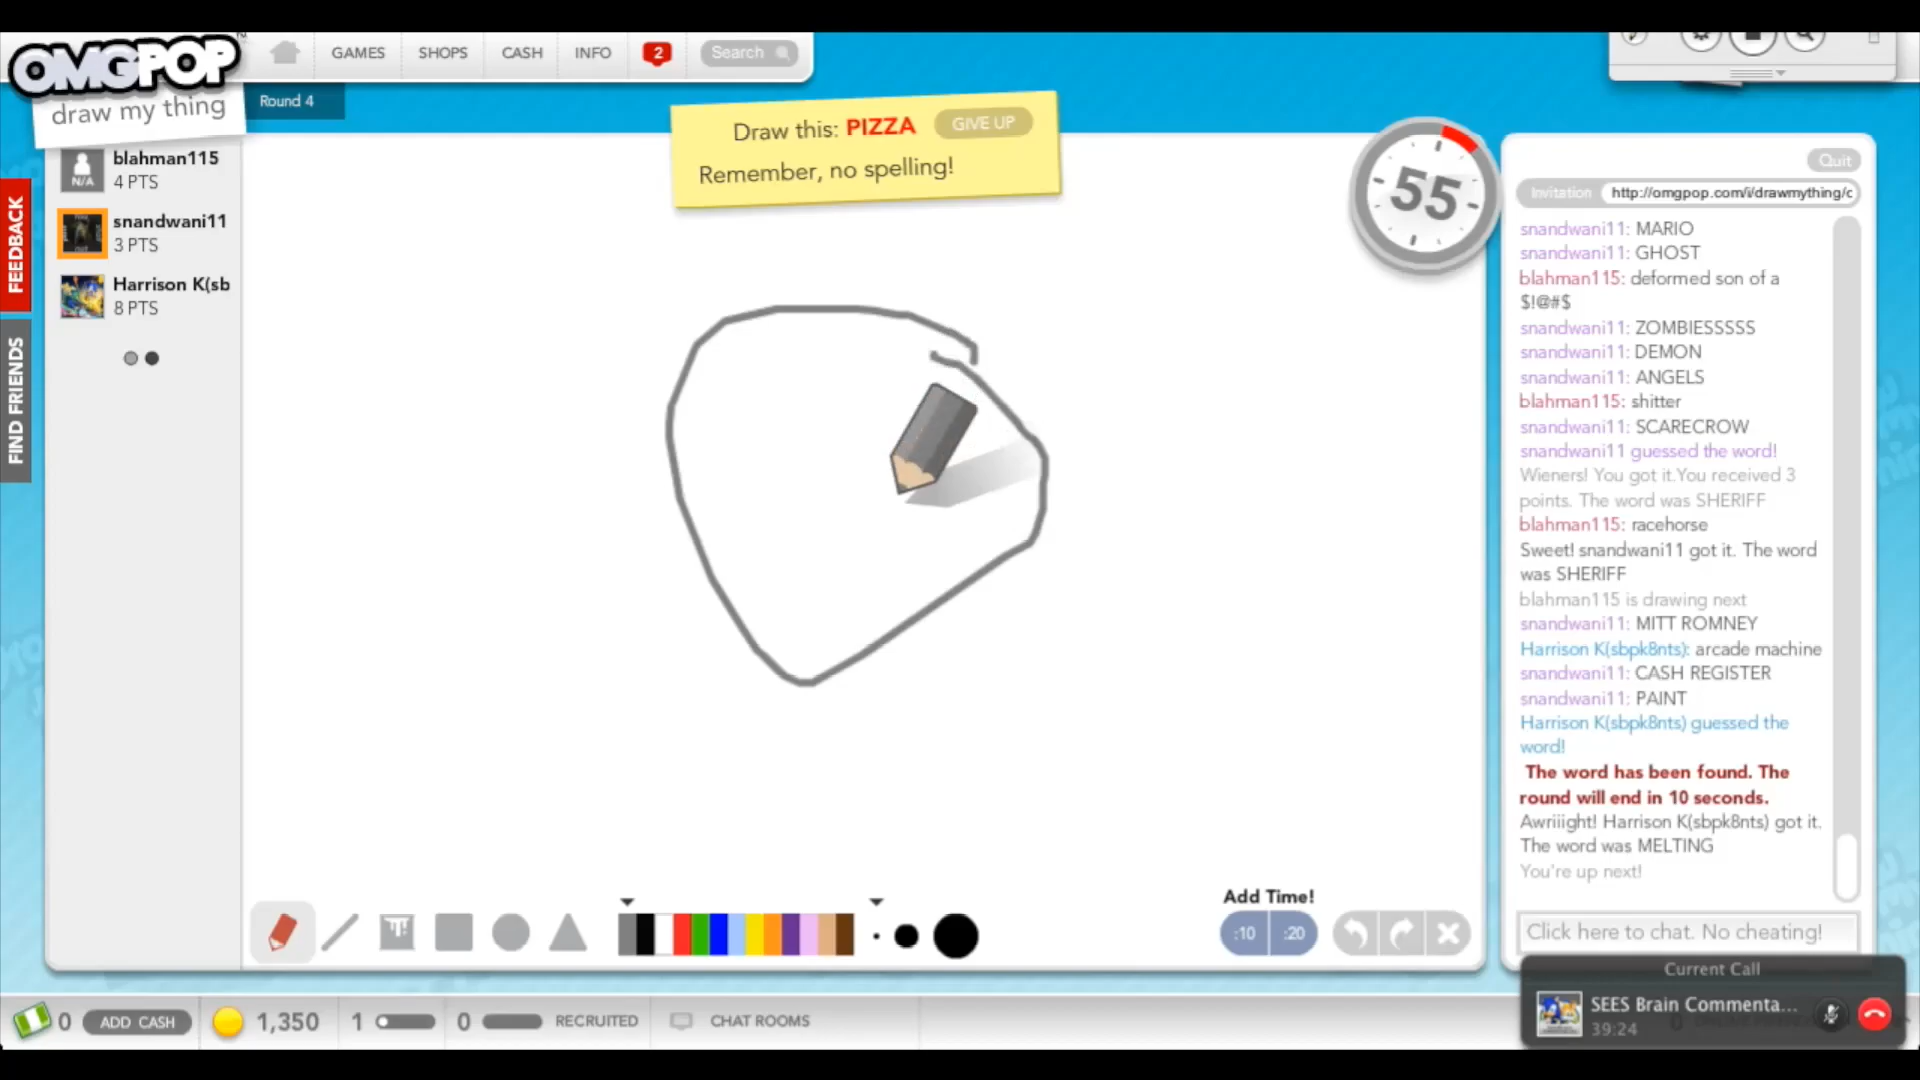 OMGPOP
draw my thing
GAMES SHOPS CASH INFO 2 Search
Round 4
Draw this: PIZZA GIVE UP
Remember, no spelling!
55
FEEDBACK
FIND FRIENDS
N/A
blahman115
4 PTS
snandwani11
3 PTS
Harrison K(sb
8 PTS
Quit
Invitation http://omgpop.com/i/drawmything/c
snandwani11: MARIO
snandwani11: GHOST
blahman115: deformed son of a
$!@#$
snandwani11: ZOMBIESSSSS
snandwani11: DEMON
snandwani11: ANGELS
blahman115: shitter
snandwani11: SCARECROW
snandwani11 guessed the word!
Wieners! You got it.You received 3
points. The word was SHERIFF
blahman115: racehorse
Sweet! snandwani11 got it. The word
was SHERIFF
blahman115 is drawing next
snandwani11: MITT ROMNEY
Harrison K(sbpk8nts): arcade machine
snandwani11: CASH REGISTER
snandwani11: PAINT
Harrison K(sbpk8nts) guessed the
word!
The word has been found. The
round will end in 10 seconds.
Awriiight! Harrison K(sbpk8nts) got it.
The word was MELTING
You're up next!
Click here to chat. No cheating!
Add Time!
:10 :20
0 ADD CASH 1,350 1 0 RECRUITED CHAT ROOMS
Current Call
SEES Brain Commenta...
39:24